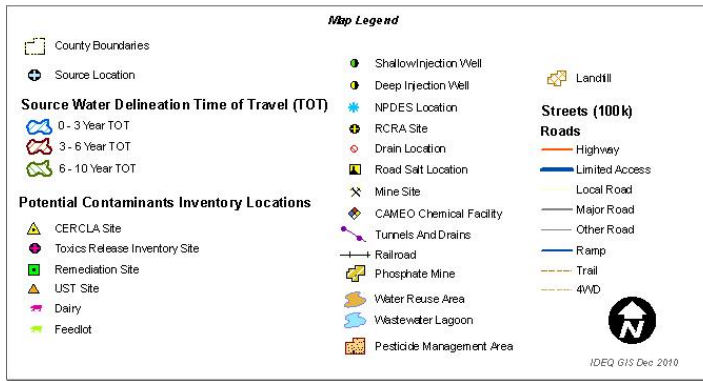 Map Legend
County Boundaries
Source Location
Source Water Delineation Time of Travel (TOT)
0 - 3 Year TOT
3 - 6 Year TOT
6 - 10 Year TOT
Potential Contaminants Inventory Locations
CERCLA Site
Toxics Release Inventory Site
Remediation Site
UST Site
Dairy
Feedlot
Shallow Injection Well
Deep Injection Well
NPDES Location
RCRA Site
Drain Location
Road Salt Location
Mine Site
CAMEO Chemical Facility
Tunnels And Drains
Railroad
Phosphate Mine
Water Reuse Area
Wastewater Lagoon
Pesticide Management Area
Landfill
Streets (100k)
Roads
Highway
Limited Access
Local Road
Major Road
Other Road
Ramp
Trail
4WD
N
IDEQ GIS Dec 2010